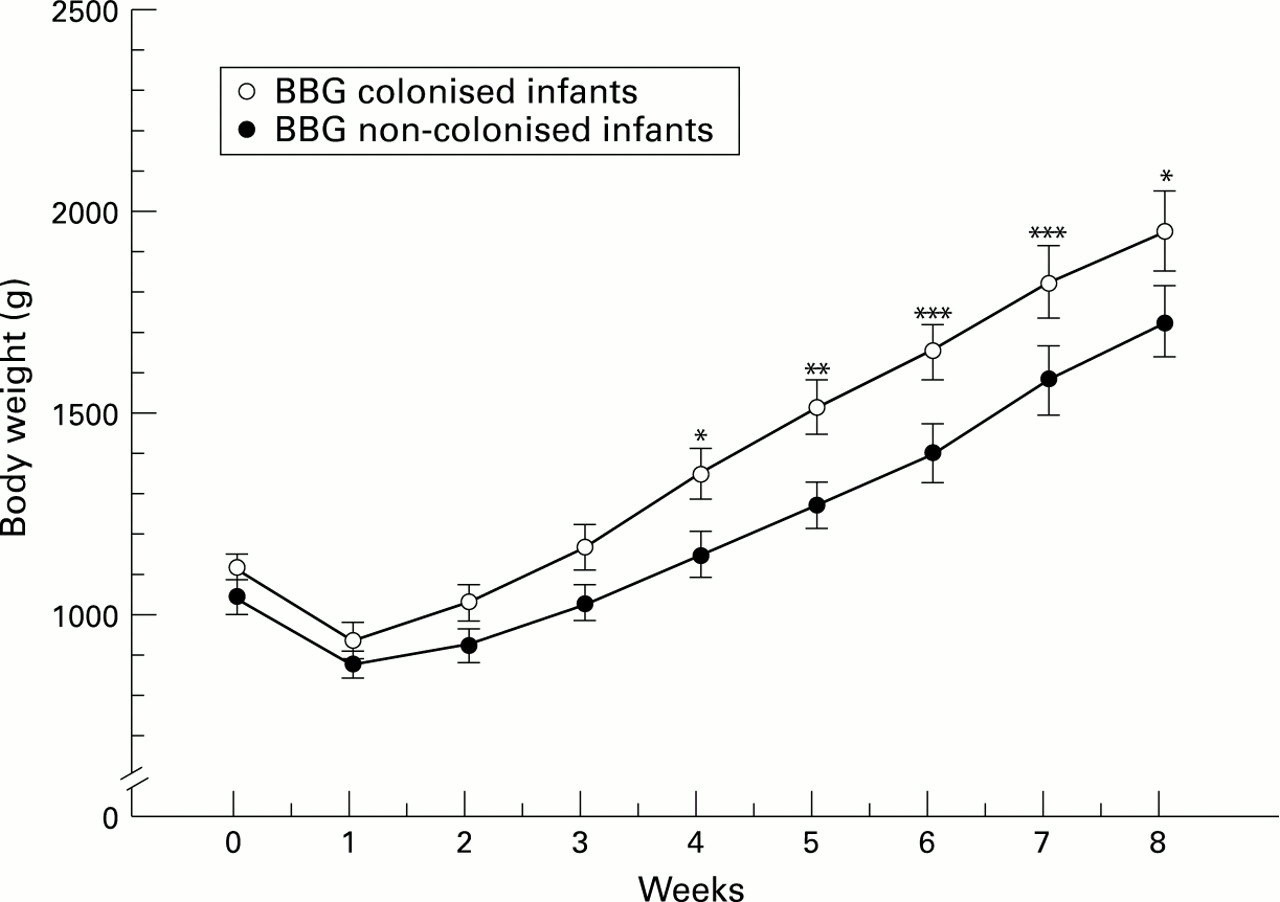 2500
2000
1500
1000
0
Body weight (g)
BBG colonised infants
BBG non-colonised infants
*
**
***
***
*
0 1 2 3 4 5 6 7 8
Weeks